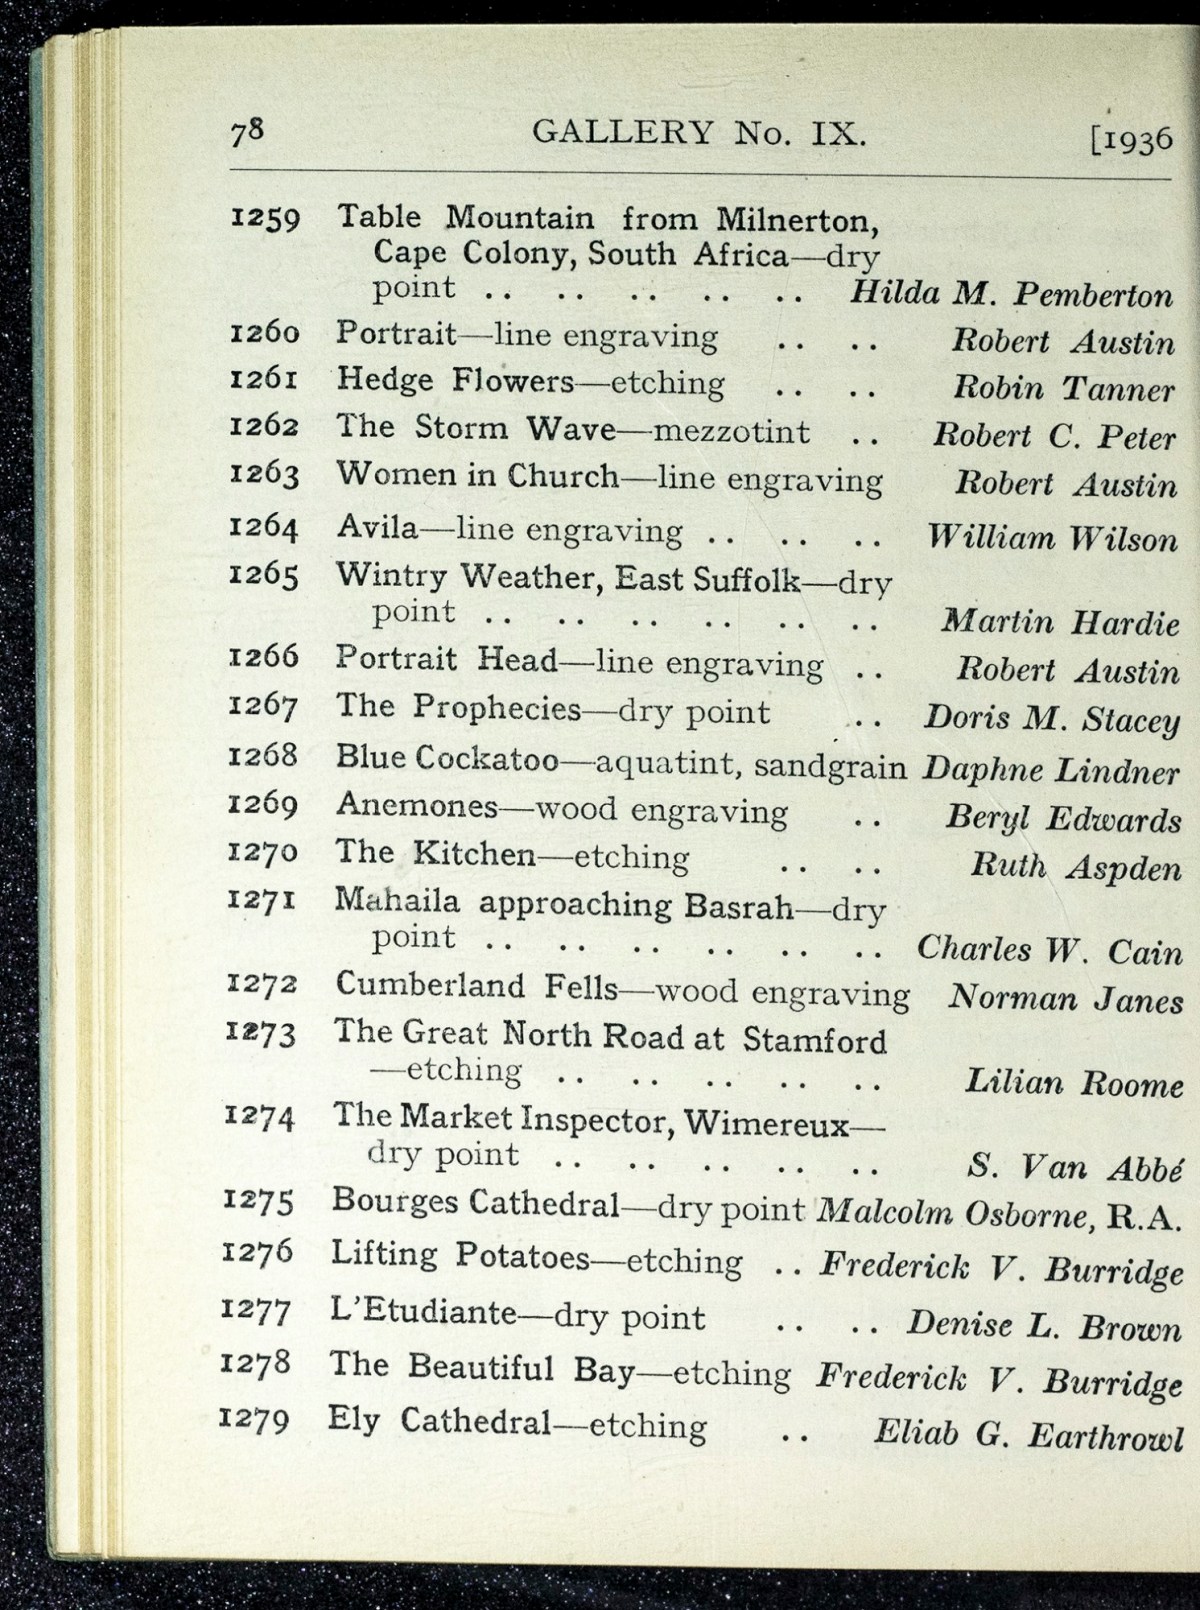 78 GALLERY No. IX. [1936
1259 Table Mountain from Milnerton,
Cape Colony, South Africa—dry
point .. .. .. .. .. Hilda M. Pemberton
1260 Portrait—line engraving .. .. Robert Austin
1261 Hedge Flowers—etching .. .. Robin Tanner
1262 The Storm Wave—mezzotint .. Robert C. Peter
1263 Women in Church—line engraving Robert Austin
1264 Avila—line engraving .. .. .. William Wilson
1265 Wintry Weather, East Suffolk—dry
point .. .. .. .. .. .. Martin Hardie
1266 Portrait Head—line engraving .. Robert Austin
1267 The Prophecies—dry point .. Doris M. Stacey
1268 Blue Cockatoo—aquatint, sandgrain Daphne Lindner
1269 Anemones—wood engraving .. Beryl Edwards
1270 The Kitchen—etching .. .. Ruth Aspden
1271 Mahaila approaching Basrah—dry
point .. .. .. .. .. .. Charles W. Cain
1272 Cumberland Fells—wood engraving Norman Janes
1273 The Great North Road at Stamford
—etching .. .. .. .. .. Lilian Roome
1274 The Market Inspector, Wimereux—
dry point .. .. .. .. .. S. Van Abbé
1275 Bourges Cathedral—dry point Malcolm Osborne, R.A.
1276 Lifting Potatoes—etching .. Frederick V. Burridge
1277 L'Etudiante—dry point .. .. Denise L. Brown
1278 The Beautiful Bay—etching Frederick V. Burridge
1279 Ely Cathedral—etching .. Eliab G. Earthrowl